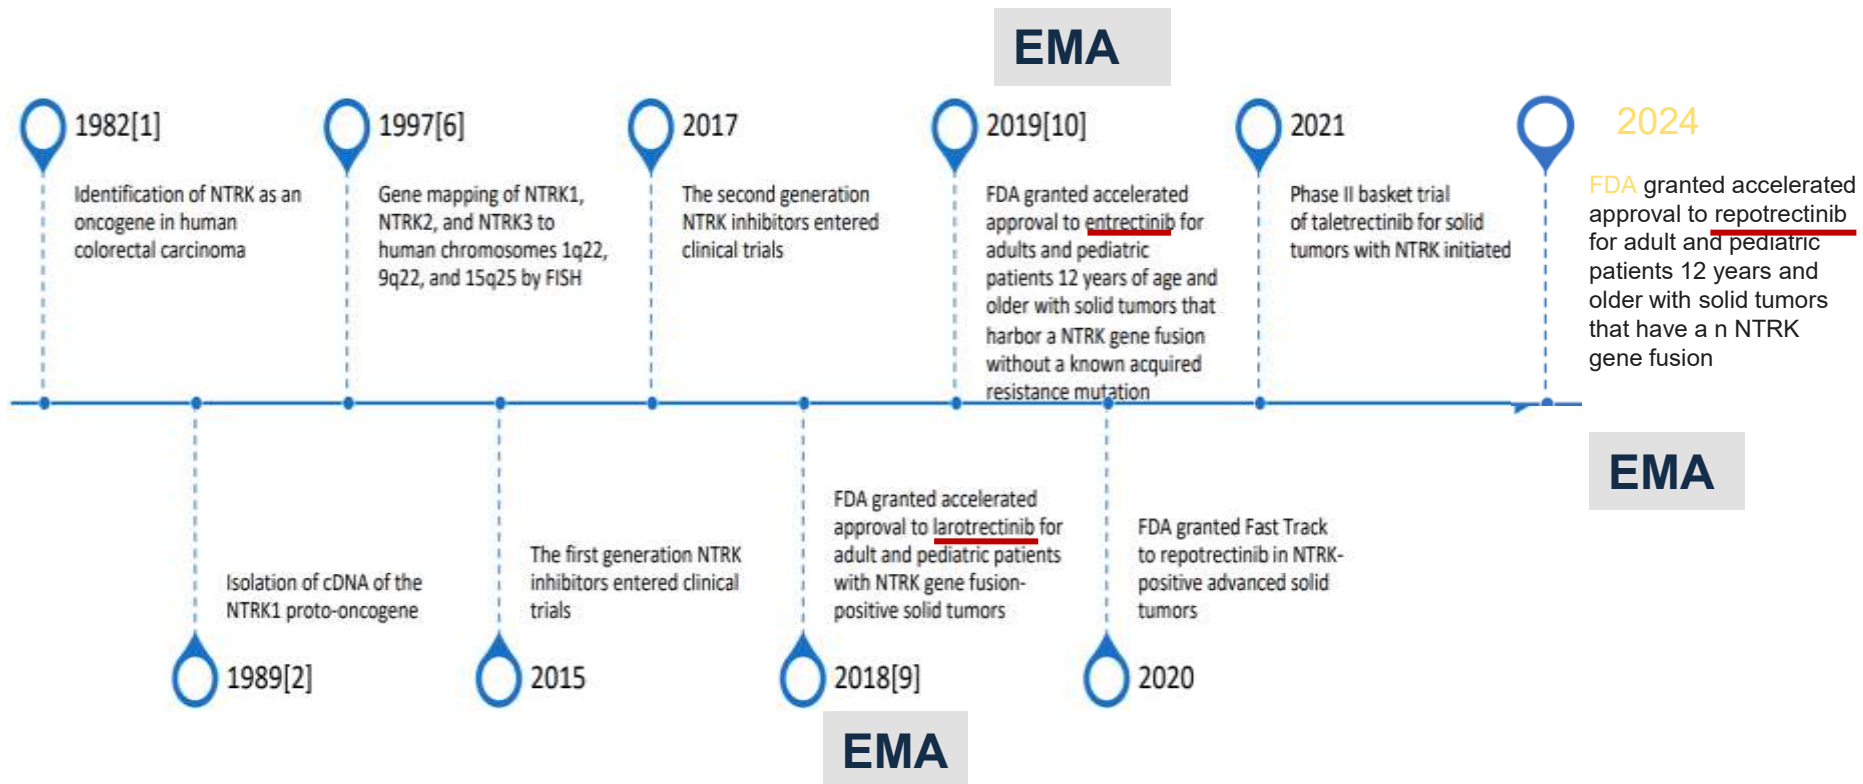 EMA
1982[1]
Identification of NTRK as an
oncogene in human
colorectal carcinoma
1997[6]
Gene mapping of NTRK1,
NTRK2, and NTRK3 to
human chromosomes 1q22,
9q22, and 15q25 by FISH
2017
The second generation
NTRK inhibitors entered
clinical trials
2019[10]
FDA granted accelerated
approval to entrectinib for
adults and pediatric
patients 12 years of age and
older with solid tumors that
harbor a NTRK gene fusion
without a known acquired
resistance mutation
2021
Phase II basket trial
of taletrectinib for solid
tumors with NTRK initiated
2024
FDA granted accelerated
approval to repotrectinib
for adult and pediatric
patients 12 years and
older with solid tumors
that have a n NTRK
gene fusion
EMA
Isolation of cDNA of the
NTRK1 proto-oncogene
1989[2]
The first generation NTRK
inhibitors entered clinical
trials
2015
FDA granted accelerated
approval to larotrectinib for
adult and pediatric patients
with NTRK gene fusion-
positive solid tumors
2018[9]
FDA granted Fast Track
to repotrectinib in NTRK-
positive advanced solid
tumors
2020
EMA